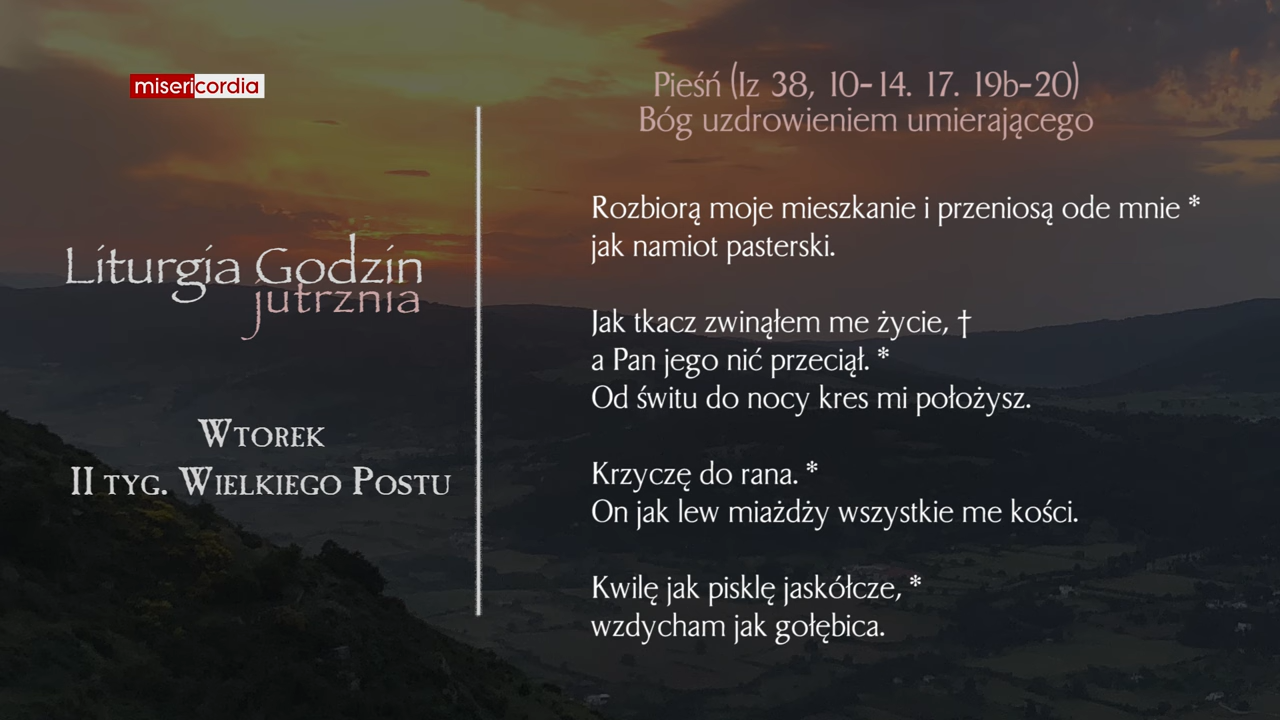 misericordia
Liturgia Godzin
jutrznia
Wtorek
II tyg. Wielkiego Postu
Pieśń (Iz 38, 10-14. 17. 19b-20)
Bóg uzdrowieniem umierającego
Rozbiorą moje mieszkanie i przeniosą ode mnie *
jak namiot pasterski.
Jak tkacz zwinąłem me życie, †
a Pan jego nić przeciął. *
Od świtu do nocy kres mi położysz.
Krzyczę do rana. *
On jak lew miażdży wszystkie me kości.
Kwilę jak pisklę jaskółcze, *
wzdycham jak gołębica.